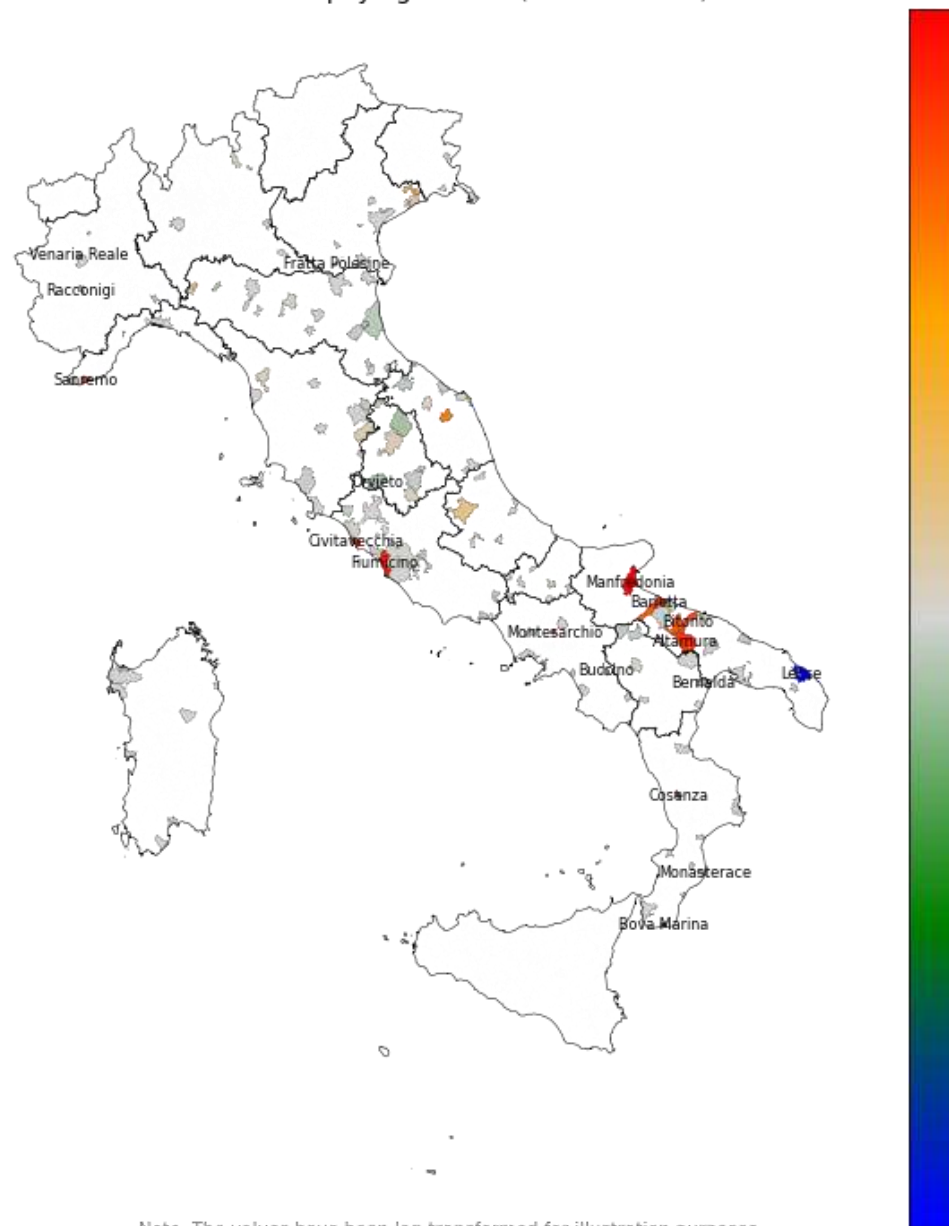 Venaria Reale
Fratta Polesine
Racconigi
Sanremo
Orvieto
Civitavecchia
Fiumicino
Manfredonia
Barletta
Bitonto
Montesarchio
Altamura
Buccino
Lecce
Bernalda
Cosenza
Monasterace
Bova Marina
Note. The values have been log transformed for illustration purposes